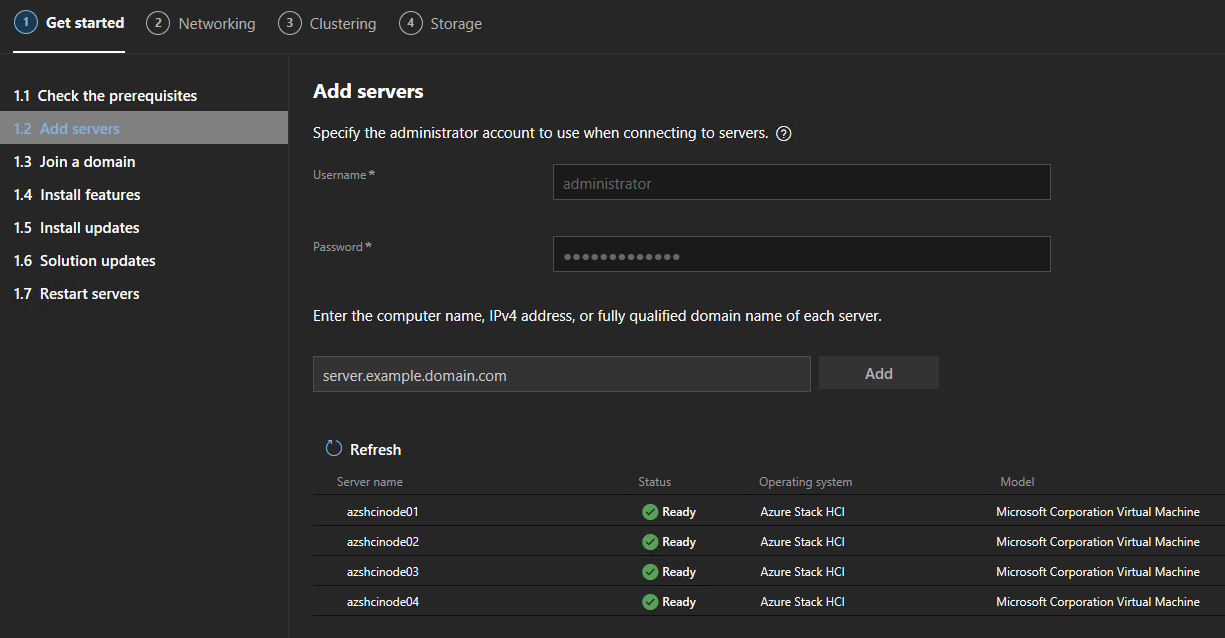 1 Get started 2 Networking 3 Clustering 4 Storage
1.1 Check the prerequisites
1.2 Add servers
1.3 Join a domain
1.4 Install features
1.5 Install updates
1.6 Solution updates
1.7 Restart servers
Add servers
Specify the administrator account to use when connecting to servers. ?
Username *
administrator
Password *
●●●●●●●●●●●●●
Enter the computer name, IPv4 address, or fully qualified domain name of each server.
server.example.domain.com Add
Refresh
Server name Status Operating system Model
azshcinode01 Ready Azure Stack HCI Microsoft Corporation Virtual Machine
azshcinode02 Ready Azure Stack HCI Microsoft Corporation Virtual Machine
azshcinode03 Ready Azure Stack HCI Microsoft Corporation Virtual Machine
azshcinode04 Ready Azure Stack HCI Microsoft Corporation Virtual Machine